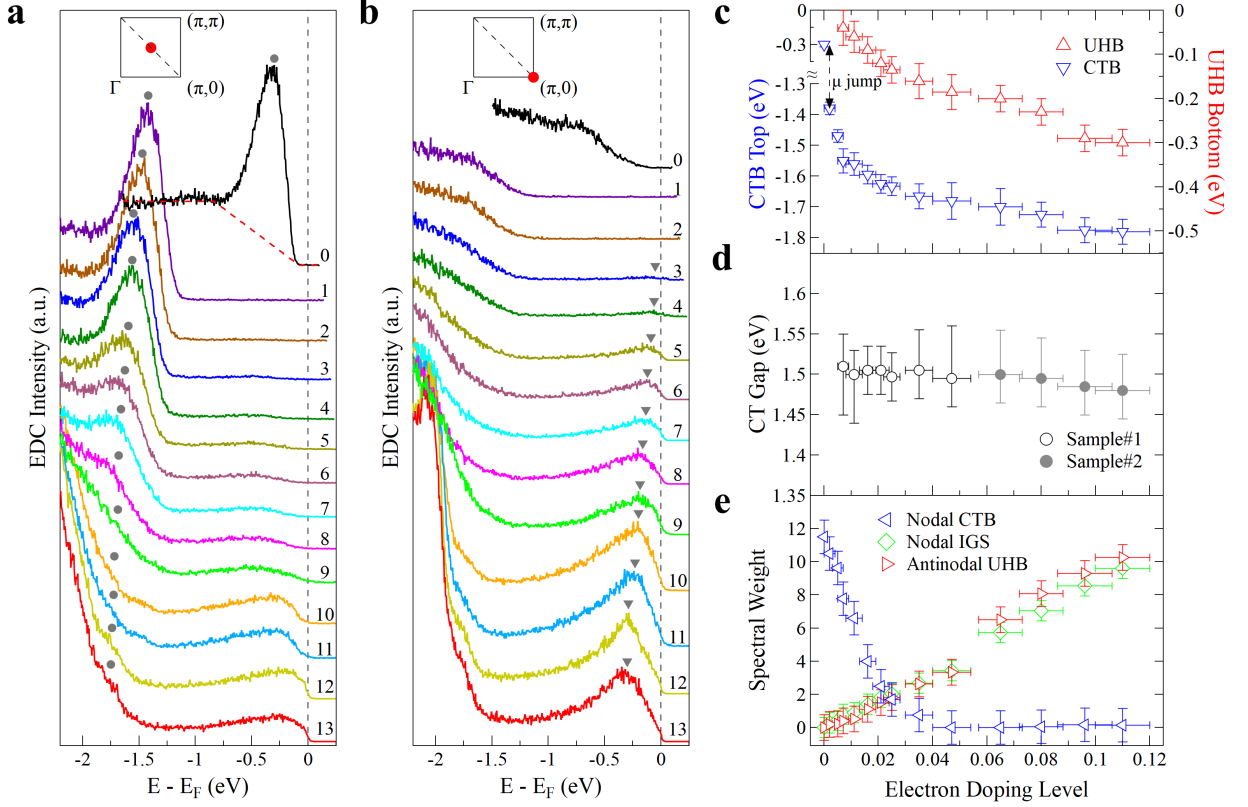 a
(π,π)
Γ
(π,0)
0
1
2
3
4
5
6
7
8
9
10
11
12
13
EDC Intensity (a.u.)
-2
-1.5
-1
-0.5
0
E - E_F (eV)
b
(π,π)
Γ
(π,0)
0
1
2
3
4
5
6
7
8
9
10
11
12
13
EDC Intensity (a.u.)
-2
-1.5
-1
-0.5
0
E - E_F (eV)
c
0
-0.3
≈
-1.3
-1.4
-1.5
-1.6
-1.7
-1.8
CTB Top (eV)
μ jump
UHB
CTB
0
-0.1
-0.2
-0.3
-0.4
-0.5
UHB Bottom (eV)
d
1.6
1.55
1.5
1.45
1.4
1.35
CT Gap (eV)
Sample#1
Sample#2
e
12
10
8
6
4
2
0
Spectral Weight
Nodal CTB
Nodal IGS
Antinodal UHB
0
0.02
0.04
0.06
0.08
0.10
0.12
Electron Doping Level